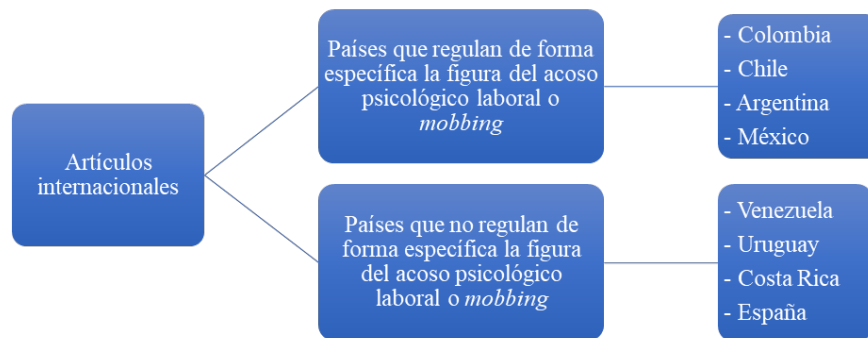 Artículos
internacionales
Países que regulan de forma
específica la figura del acoso
psicológico laboral o
mobbing
- Colombia
- Chile
- Argentina
- México
Países que no regulan de
forma específica la figura
del acoso psicológico
laboral o mobbing
- Venezuela
- Uruguay
- Costa Rica
- España